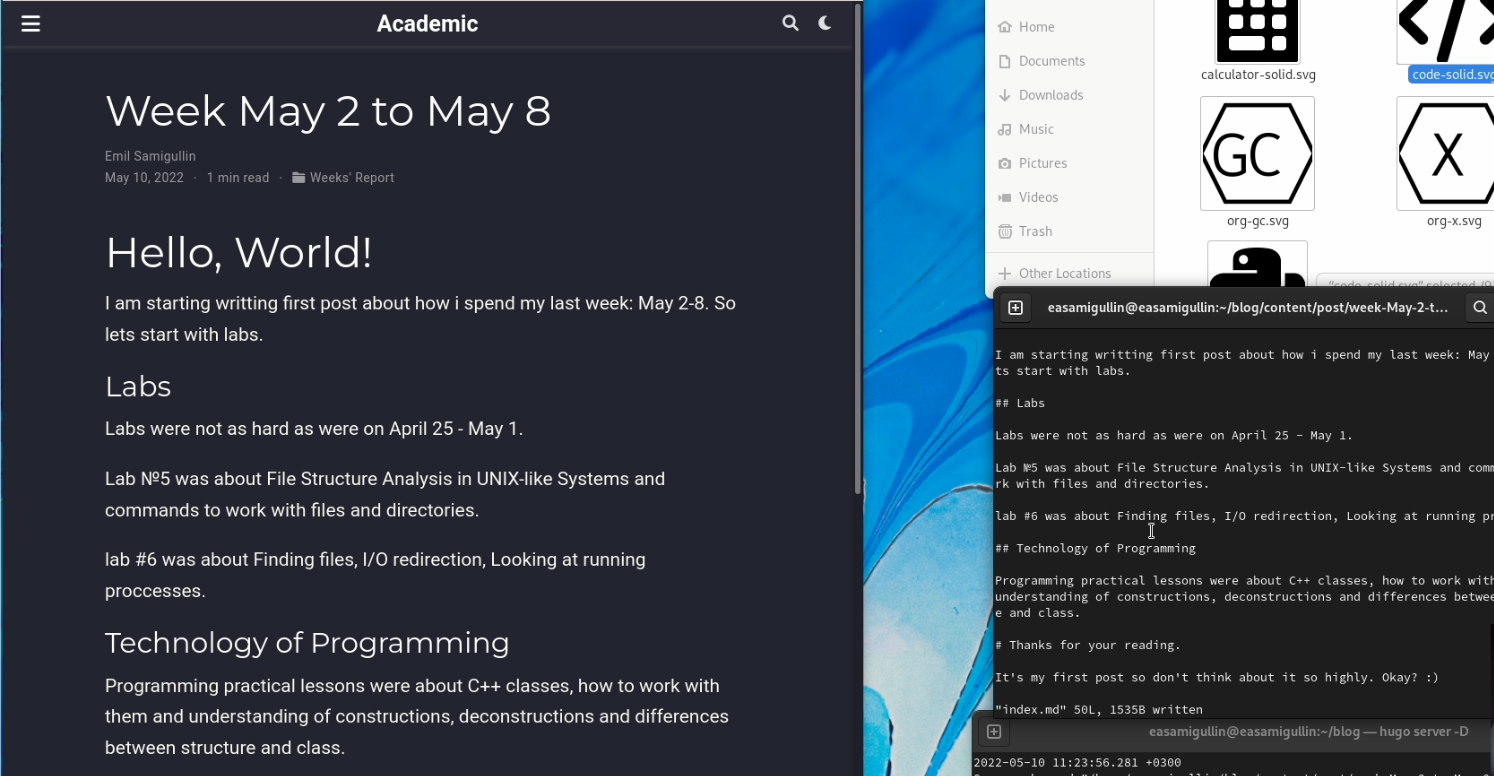 Academic
Week May 2 to May 8
Emil Samigullin
May 10, 2022 · 1 min read · Weeks' Report
Hello, World!
I am starting writting first post about how i spend my last week: May 2-8. So
lets start with labs.
Labs
Labs were not as hard as were on April 25 - May 1.
Lab №5 was about File Structure Analysis in UNIX-like Systems and
commands to work with files and directories.
lab #6 was about Finding files, I/O redirection, Looking at running
proccesses.
Technology of Programming
Programming practical lessons were about C++ classes, how to work with
them and understanding of constructions, deconstructions and differences
between structure and class.
Home
Documents
Downloads
Music
Pictures
Videos
Trash
Other Locations
calculator-solid.svg
code-solid.svg
GC
X
org-gc.svg
org-x.svg
"code-solid.svg" selected
easamigullin@easamigullin:~/blog/content/post/week-May-2-t...
I am starting writting first post about how i spend my last week: May
ts start with labs.
## Labs
Labs were not as hard as were on April 25 - May 1.
Lab №5 was about File Structure Analysis in UNIX-like Systems and comm
rk with files and directories.
lab #6 was about Finding files, I/O redirection, Looking at running pr
## Technology of Programming
Programming practical lessons were about C++ classes, how to work with
understanding of constructions, deconstructions and differences betwee
e and class.
# Thanks for your reading.
It's my first post so don't think about it so highly. Okay? :)
"index.md" 50L, 1535B written
easamigullin@easamigullin:~/blog — hugo server -D
2022-05-10 11:23:56.281 +0300